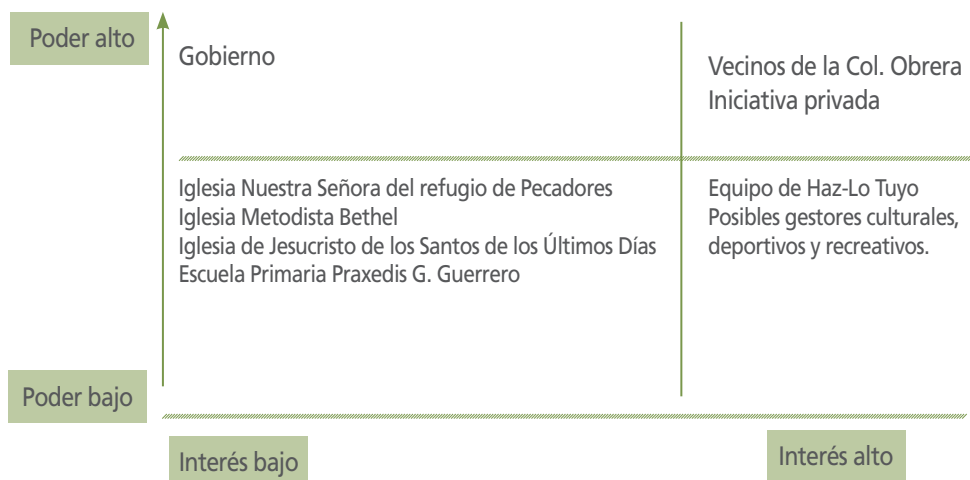 Poder alto
Gobierno
Vecinos de la Col. Obrera
Iniciativa privada
Iglesia Nuestra Señora del refugio de Pecadores
Iglesia Metodista Bethel
Iglesia de Jesucristo de los Santos de los Últimos Días
Escuela Primaria Praxedis G. Guerrero
Equipo de Haz-Lo Tuyo
Posibles gestores culturales,
deportivos y recreativos.
Poder bajo
Interés bajo
Interés alto